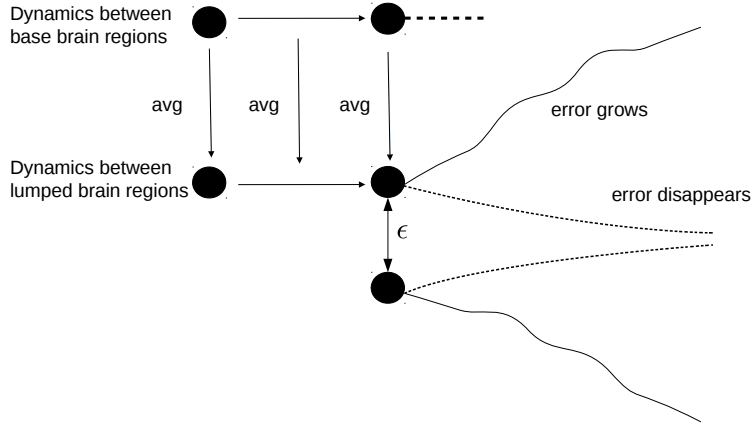 Dynamics between
base brain regions
avg
avg
avg
error grows
Dynamics between
lumped brain regions
error disappears
ϵ